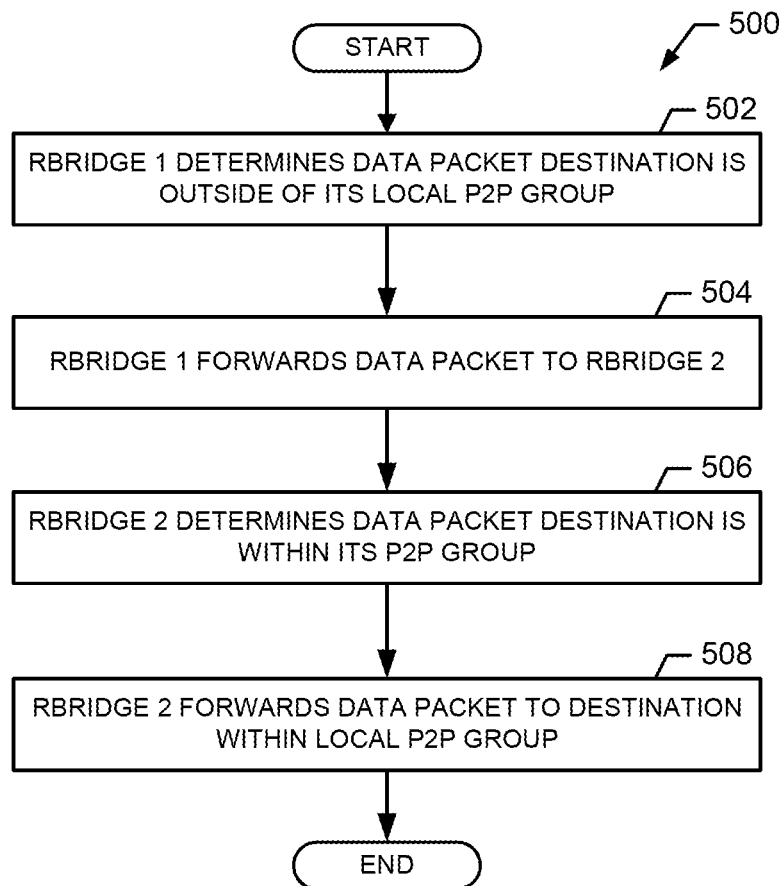 START
500
502
RBRIDGE 1 DETERMINES DATA PACKET DESTINATION IS
OUTSIDE OF ITS LOCAL P2P GROUP
504
RBRIDGE 1 FORWARDS DATA PACKET TO RBRIDGE 2
506
RBRIDGE 2 DETERMINES DATA PACKET DESTINATION IS
WITHIN ITS P2P GROUP
508
RBRIDGE 2 FORWARDS DATA PACKET TO DESTINATION
WITHIN LOCAL P2P GROUP
END